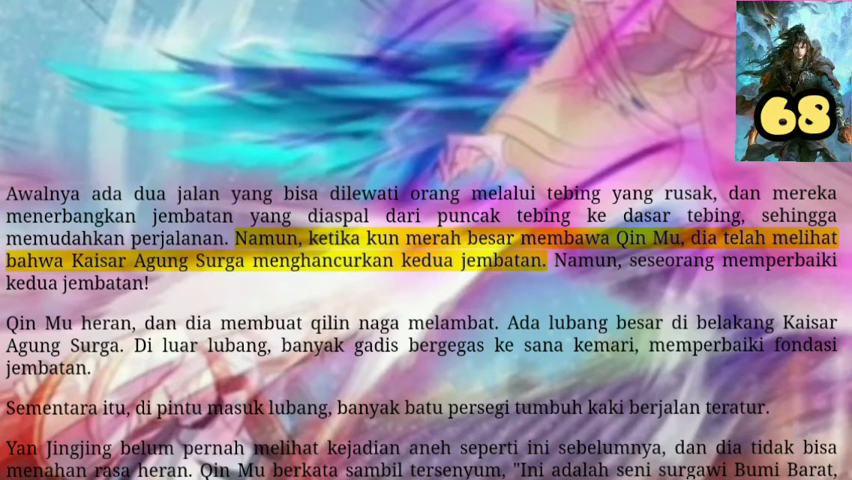 68
Awalnya ada dua jalan yang bisa dilewati orang melalui tebing yang rusak, dan mereka
menerbangkan jembatan yang diaspal dari puncak tebing ke dasar tebing, sehingga
memudahkan perjalanan. Namun, ketika kun merah besar membawa Qin Mu, dia telah melihat
bahwa Kaisar Agung Surga menghancurkan kedua jembatan. Namun, seseorang memperbaiki
kedua jembatan!
Qin Mu heran, dan dia membuat qilin naga melambat. Ada lubang besar di belakang Kaisar
Agung Surga. Di luar lubang, banyak gadis bergegas ke sana kemari, memperbaiki fondasi
jembatan.
Sementara itu, di pintu masuk lubang, banyak batu persegi tumbuh kaki berjalan teratur.
Yan Jingjing belum pernah melihat kejadian aneh seperti ini sebelumnya, dan dia tidak bisa
menahan rasa heran. Qin Mu berkata sambil tersenyum, "Ini adalah seni surgawi Bumi Barat,